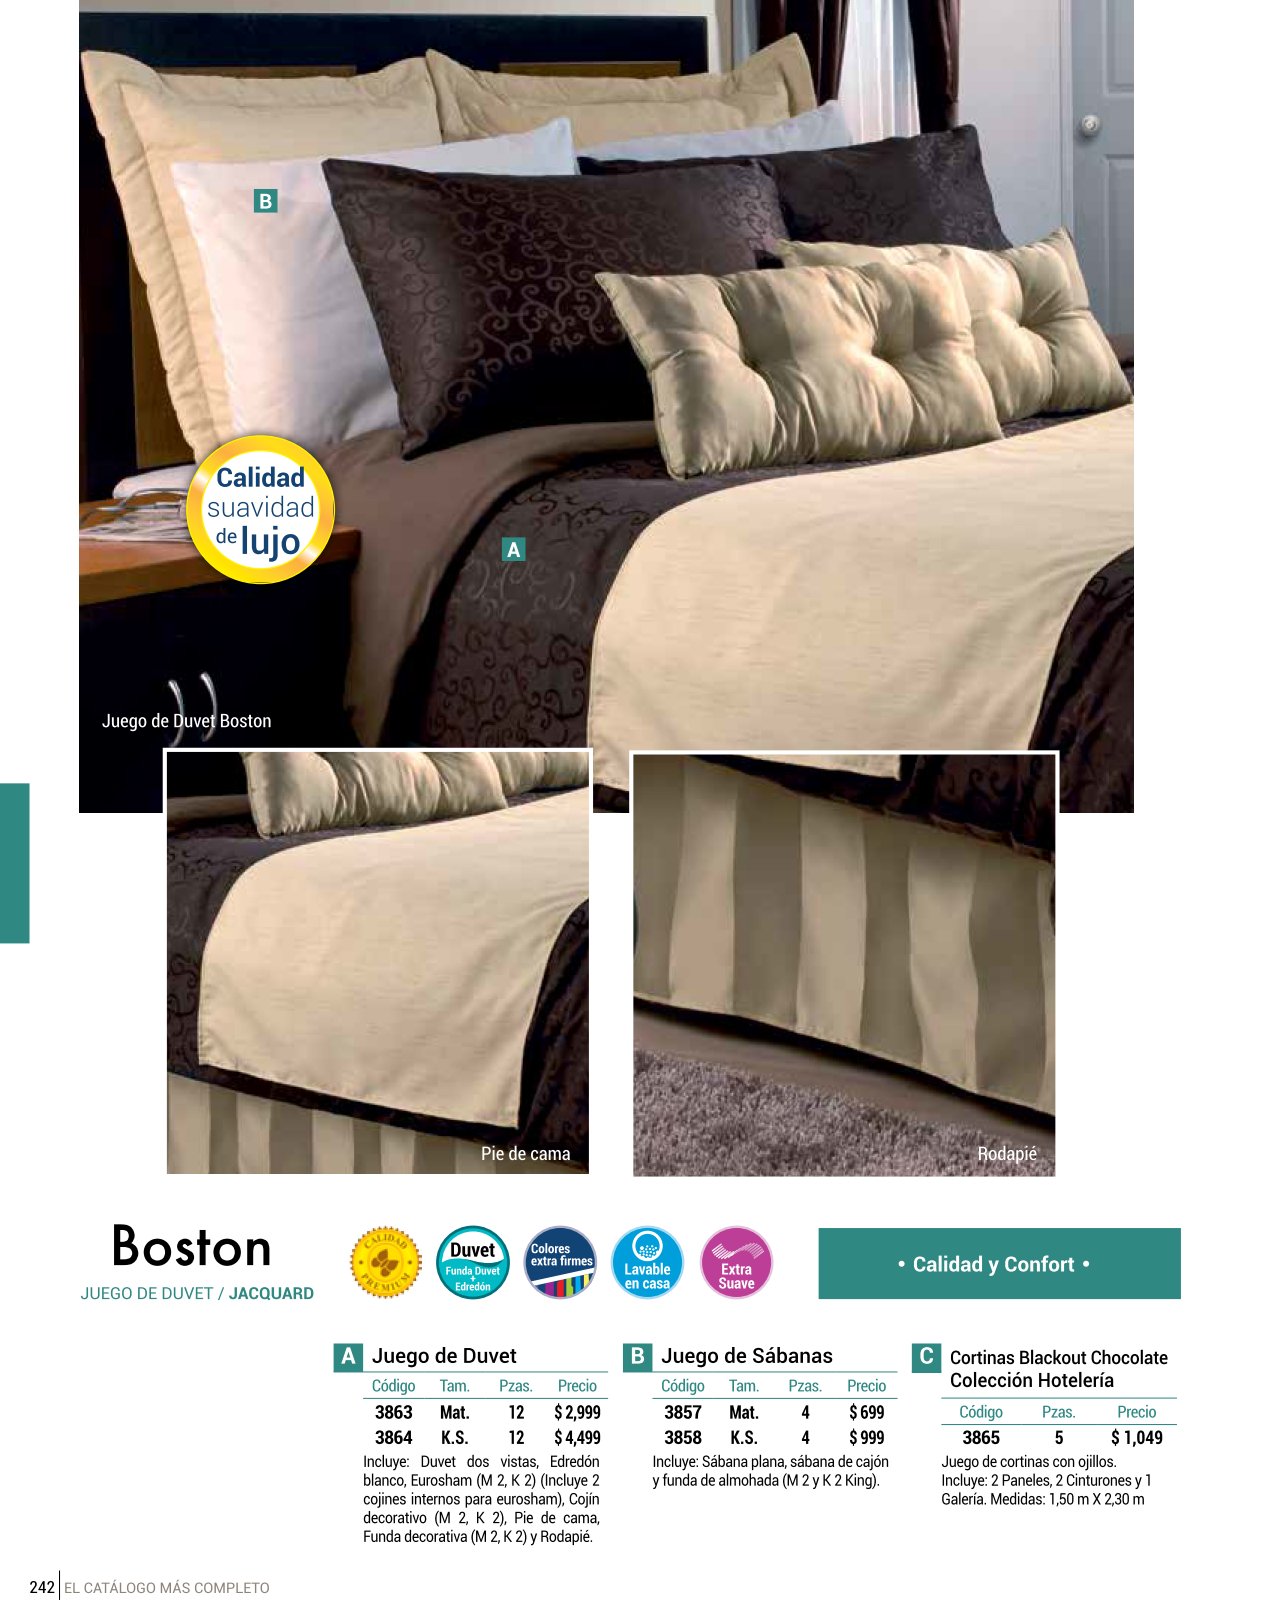 B
Calidad
suavidad
de lujo
A
Juego de Duvet Boston
Pie de cama
Rodapié
Boston
JUEGO DE DUVET / JACQUARD
CALIDAD
PREMIUM
Duvet
Funda Duvet
+
Edredón
Colores
extra firmes
Lavable
en casa
Extra
Suave
• Calidad y Confort •
A Juego de Duvet
Código Tam. Pzas. Precio
3863 Mat. 12 $ 2,999
3864 K.S. 12 $ 4,499
Incluye: Duvet dos vistas, Edredón
blanco, Eurosham (M 2, K 2) (Incluye 2
cojines internos para eurosham), Cojín
decorativo (M 2, K 2), Pie de cama,
Funda decorativa (M 2, K 2) y Rodapié.
B Juego de Sábanas
Código Tam. Pzas. Precio
3857 Mat. 4 $ 699
3858 K.S. 4 $ 999
Incluye: Sábana plana, sábana de cajón
y funda de almohada (M 2 y K 2 King).
C Cortinas Blackout Chocolate
Colección Hotelería
Código Pzas. Precio
3865 5 $ 1,049
Juego de cortinas con ojillos.
Incluye: 2 Paneles, 2 Cinturones y 1
Galería. Medidas: 1,50 m X 2,30 m
242 EL CATÁLOGO MÁS COMPLETO